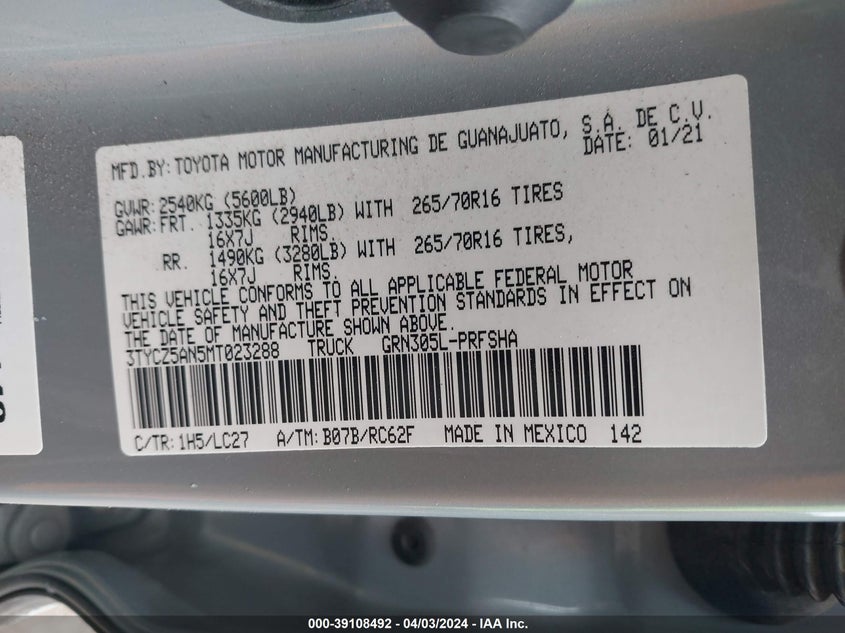 MFD.BY: TOYOTA MOTOR MANUFACTURING DE GUANAJUATO, S.A. DE C.V.
DATE: 01/21
GVWR: 2540KG (5600LB)
GAWR: FRT. 1335KG (2940LB) WITH 265/70R16 TIRES
16X7J RIMS.
RR. 1490KG (3280LB) WITH 265/70R16 TIRES,
16X7J RIMS.
THIS VEHICLE CONFORMS TO ALL APPLICABLE FEDERAL MOTOR
VEHICLE SAFETY AND THEFT PREVENTION STANDARDS IN EFFECT ON
THE DATE OF MANUFACTURE SHOWN ABOVE.
3TYCZ5AN5MT023288 TRUCK GRN305L-PRFSHA
C/TR: 1H5/LC27 A/TM: B07B/RC62F MADE IN MEXICO 142
000-39108492 - 04/03/2024 - IAA Inc.